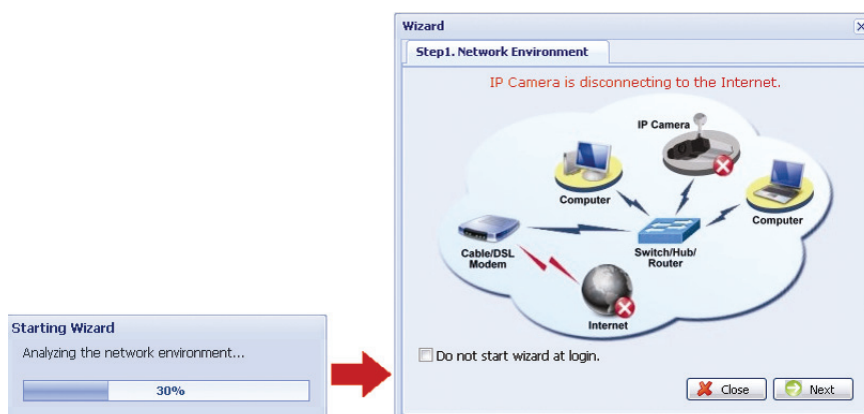 Wizard
Step1. Network Environment
IP Camera is disconnecting to the Internet.
IP Camera
Computer
Computer
Cable/DSL
Modem
Switch/Hub/
Router
Internet
Do not start wizard at login.
Close
Next
Starting Wizard
Analyzing the network environment...
30%